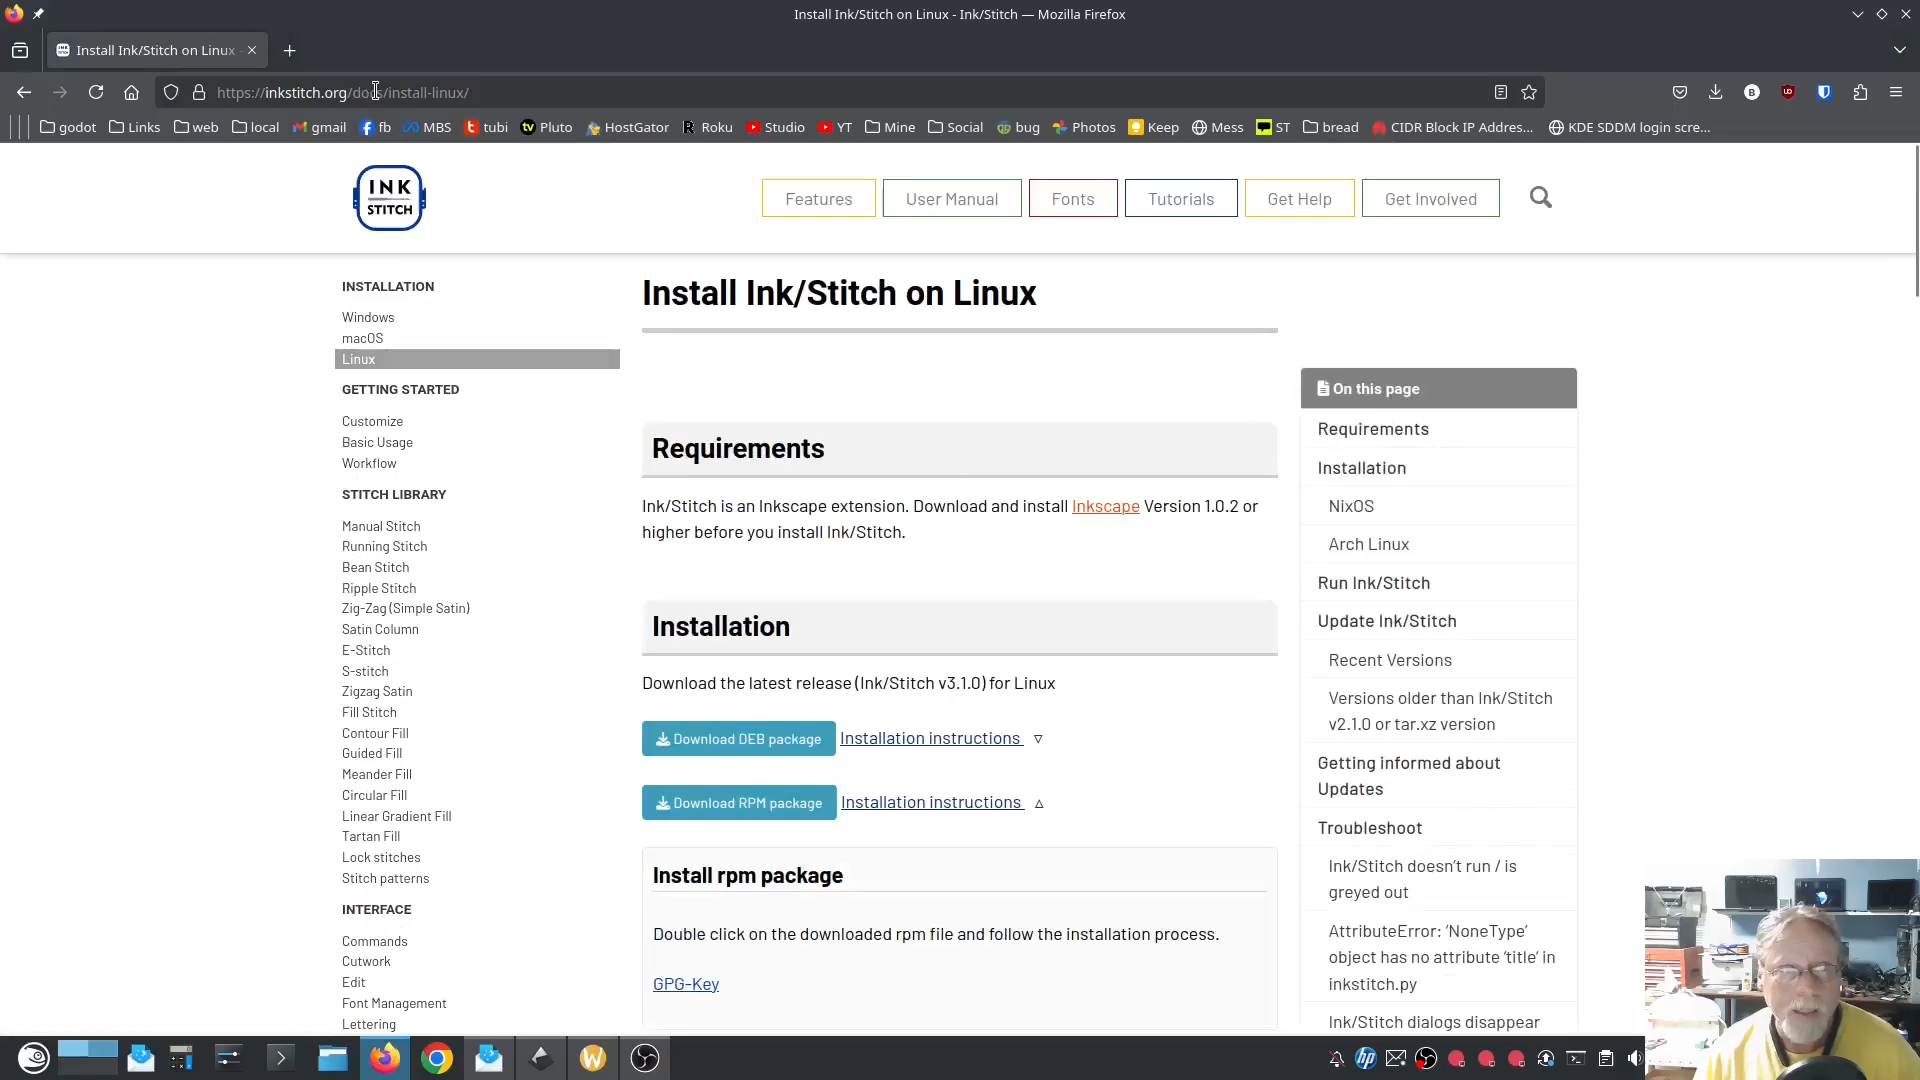 Install Ink/Stitch on Linux - Ink/Stitch — Mozilla Firefox
Install Ink/Stitch on Linux
https://inkstitch.org/docs/install-linux/
godot Links web local gmail fb MBS tubi Pluto HostGator Roku Studio YT Mine Social bug Photos Keep Mess ST bread CIDR Block IP Addres... KDE SDDM login scre...
INK
STITCH
Features User Manual Fonts Tutorials Get Help Get Involved
INSTALLATION
Windows
macOS
Linux
GETTING STARTED
Customize
Basic Usage
Workflow
STITCH LIBRARY
Manual Stitch
Running Stitch
Bean Stitch
Ripple Stitch
Zig-Zag (Simple Satin)
Satin Column
E-Stitch
S-stitch
Zigzag Satin
Fill Stitch
Contour Fill
Guided Fill
Meander Fill
Circular Fill
Linear Gradient Fill
Tartan Fill
Lock stitches
Stitch patterns
INTERFACE
Commands
Cutwork
Edit
Font Management
Lettering
Install Ink/Stitch on Linux
Requirements
Ink/Stitch is an Inkscape extension. Download and install Inkscape Version 1.0.2 or
higher before you install Ink/Stitch.
Installation
Download the latest release (Ink/Stitch v3.1.0) for Linux
Download DEB package Installation instructions ▿
Download RPM package Installation instructions ▵
Install rpm package
Double click on the downloaded rpm file and follow the installation process.
GPG-Key
On this page
Requirements
Installation
NixOS
Arch Linux
Run Ink/Stitch
Update Ink/Stitch
Recent Versions
Versions older than Ink/Stitch
v2.1.0 or tar.xz version
Getting informed about
Updates
Troubleshoot
Ink/Stitch doesn’t run / is
greyed out
AttributeError: ‘NoneType’
object has no attribute ‘title’ in
inkstitch.py
Ink/Stitch dialogs disappear